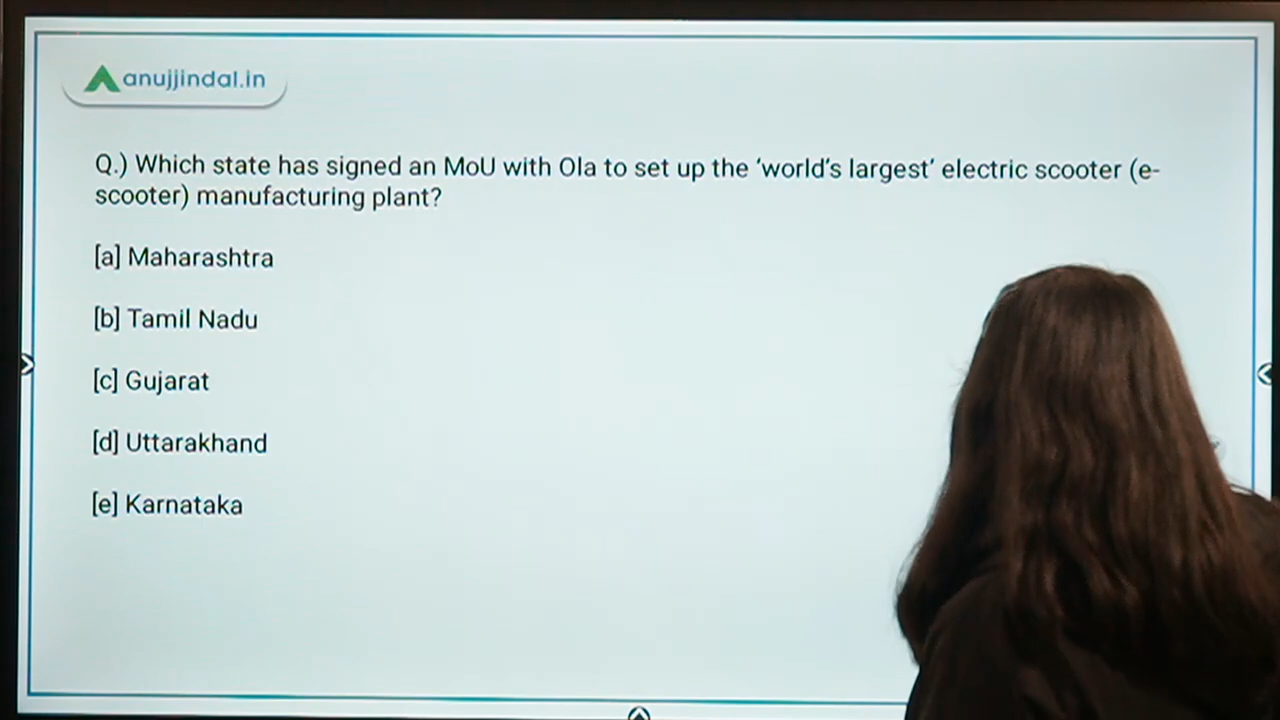 anujjindal.in
Q.) Which state has signed an MoU with Ola to set up the ‘world’s largest’ electric scooter (e-
scooter) manufacturing plant?
[a] Maharashtra
[b] Tamil Nadu
[c] Gujarat
[d] Uttarakhand
[e] Karnataka